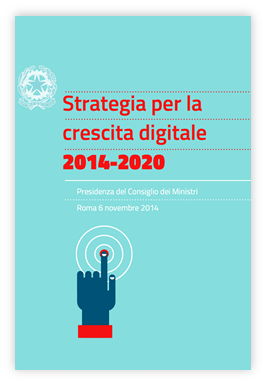 Strategia per la
crescita digitale
2014-2020
Presidenza del Consiglio dei Ministri
Roma 6 novembre 2014